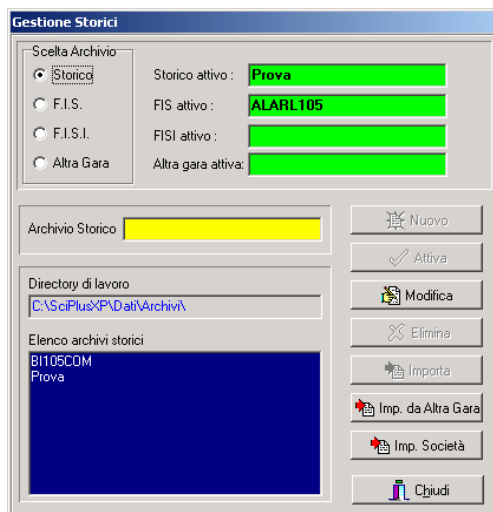 Gestione Storici
Scelta Archivio
Storico
F.I.S.
F.I.S.I.
Altra Gara
Storico attivo : Prova
FIS attivo : ALARL105
FISI attivo :
Altra gara attiva:
Archivio Storico
Directory di lavoro
C:\SciPlusXP\Dati\Archivi\
Elenco archivi storici
BI105COM
Prova
Nuovo
Attiva
Modifica
Elimina
Importa
Imp. da Altra Gara
Imp. Società
Chiudi